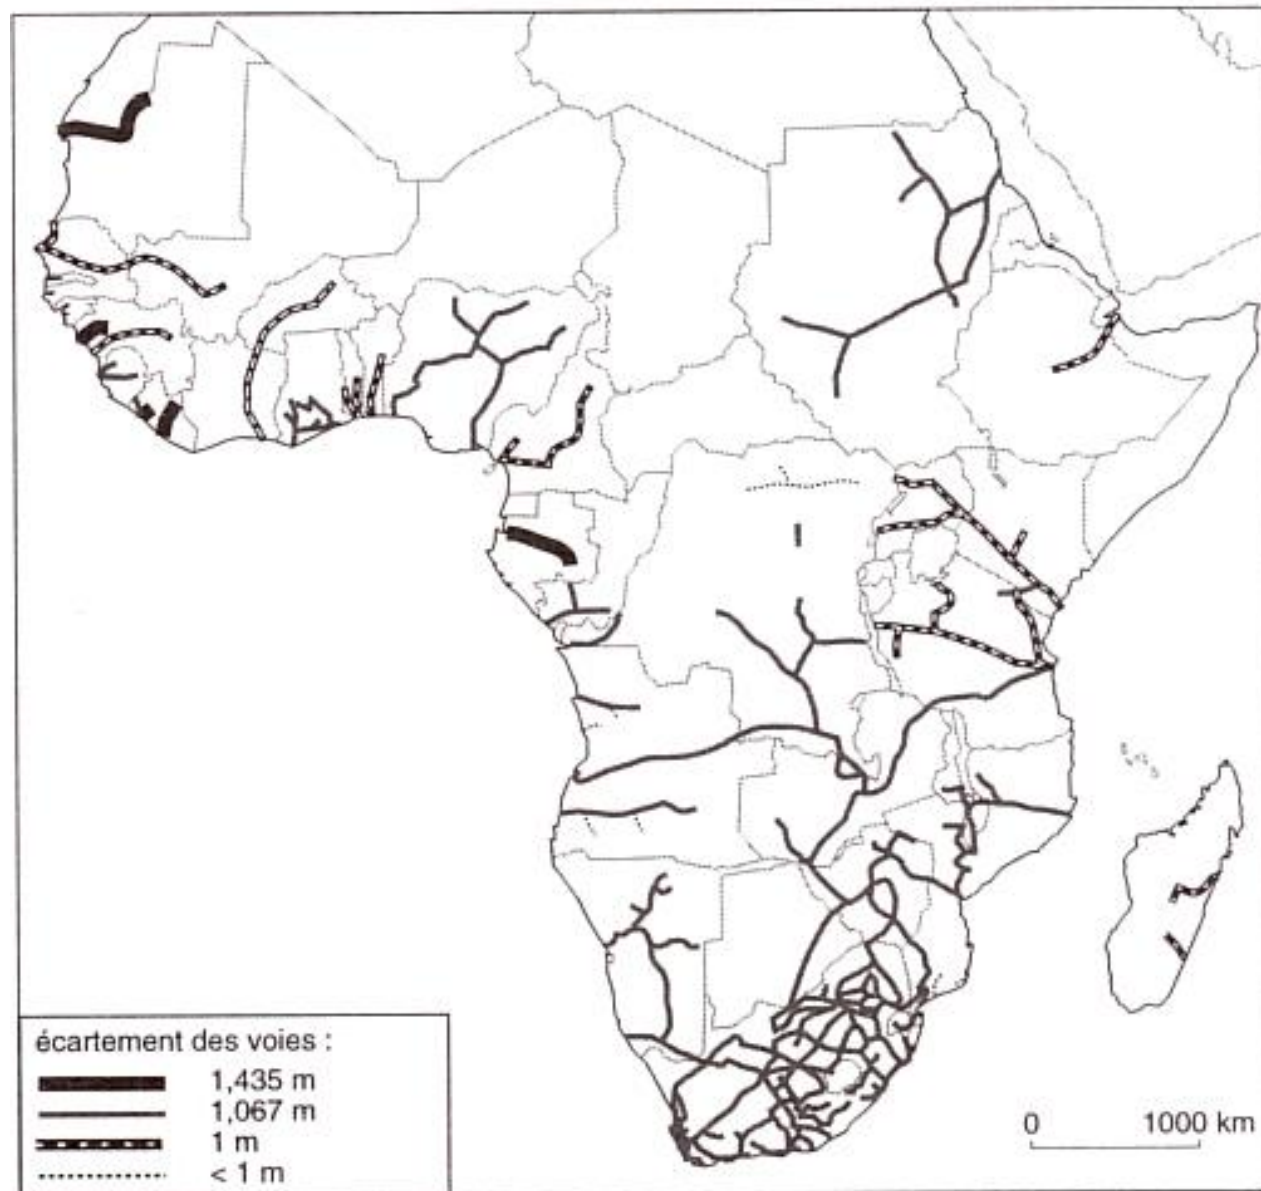 écartement des voies :
1,435 m
1,067 m
1 m
< 1 m
0 1000 km